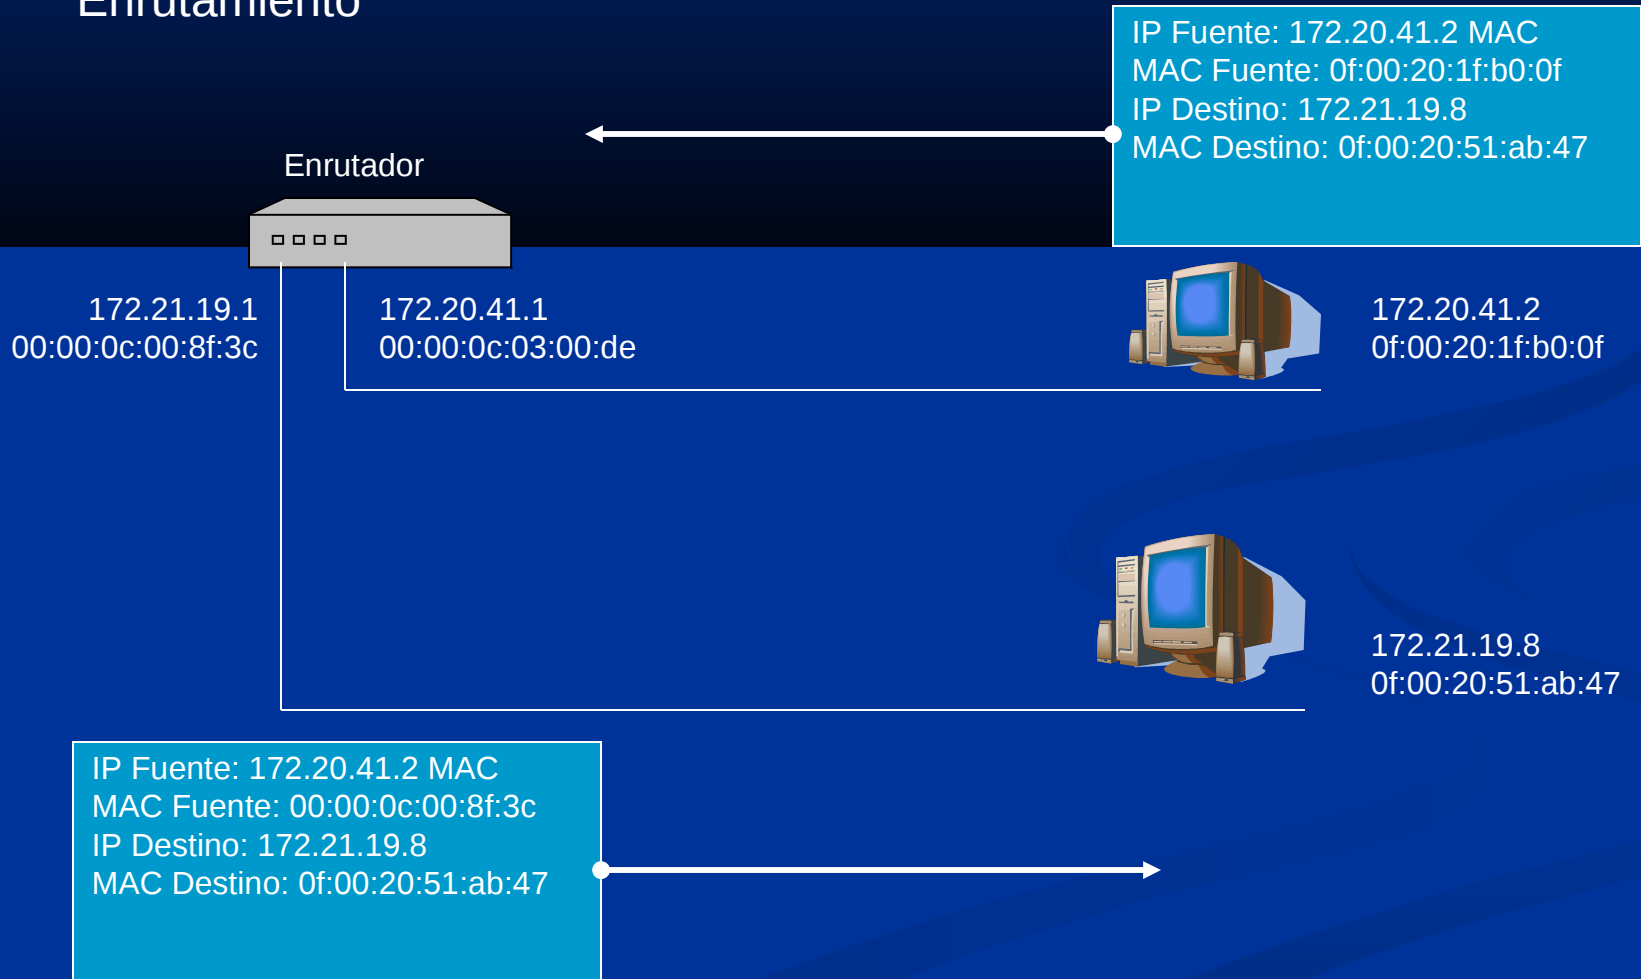 Enrutamiento
IP Fuente: 172.20.41.2 MAC
MAC Fuente: 0f:00:20:1f:b0:0f
IP Destino: 172.21.19.8
MAC Destino: 0f:00:20:51:ab:47
Enrutador
172.21.19.1
00:00:0c:00:8f:3c
172.20.41.1
00:00:0c:03:00:de
172.20.41.2
0f:00:20:1f:b0:0f
172.21.19.8
0f:00:20:51:ab:47
IP Fuente: 172.20.41.2 MAC
MAC Fuente: 00:00:0c:00:8f:3c
IP Destino: 172.21.19.8
MAC Destino: 0f:00:20:51:ab:47